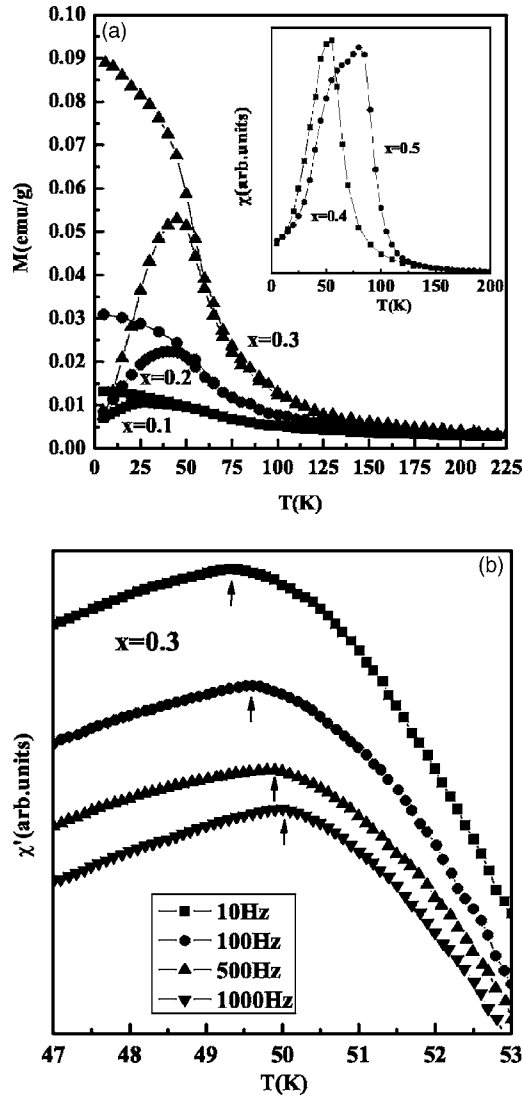 (a)
0.10
0.09
0.08
0.07
0.06
0.05
0.04
0.03
0.02
0.01
0.00
M(emu/g)
x=0.3
x=0.2
x=0.1
0 25 50 75 100 125 150 175 200 225
T(K)
χ(arb.units)
x=0.5
x=0.4
0 50 100 150 200
T(K)
(b)
x=0.3
χ'(arb.units)
10Hz
100Hz
500Hz
1000Hz
47 48 49 50 51 52 53
T(K)